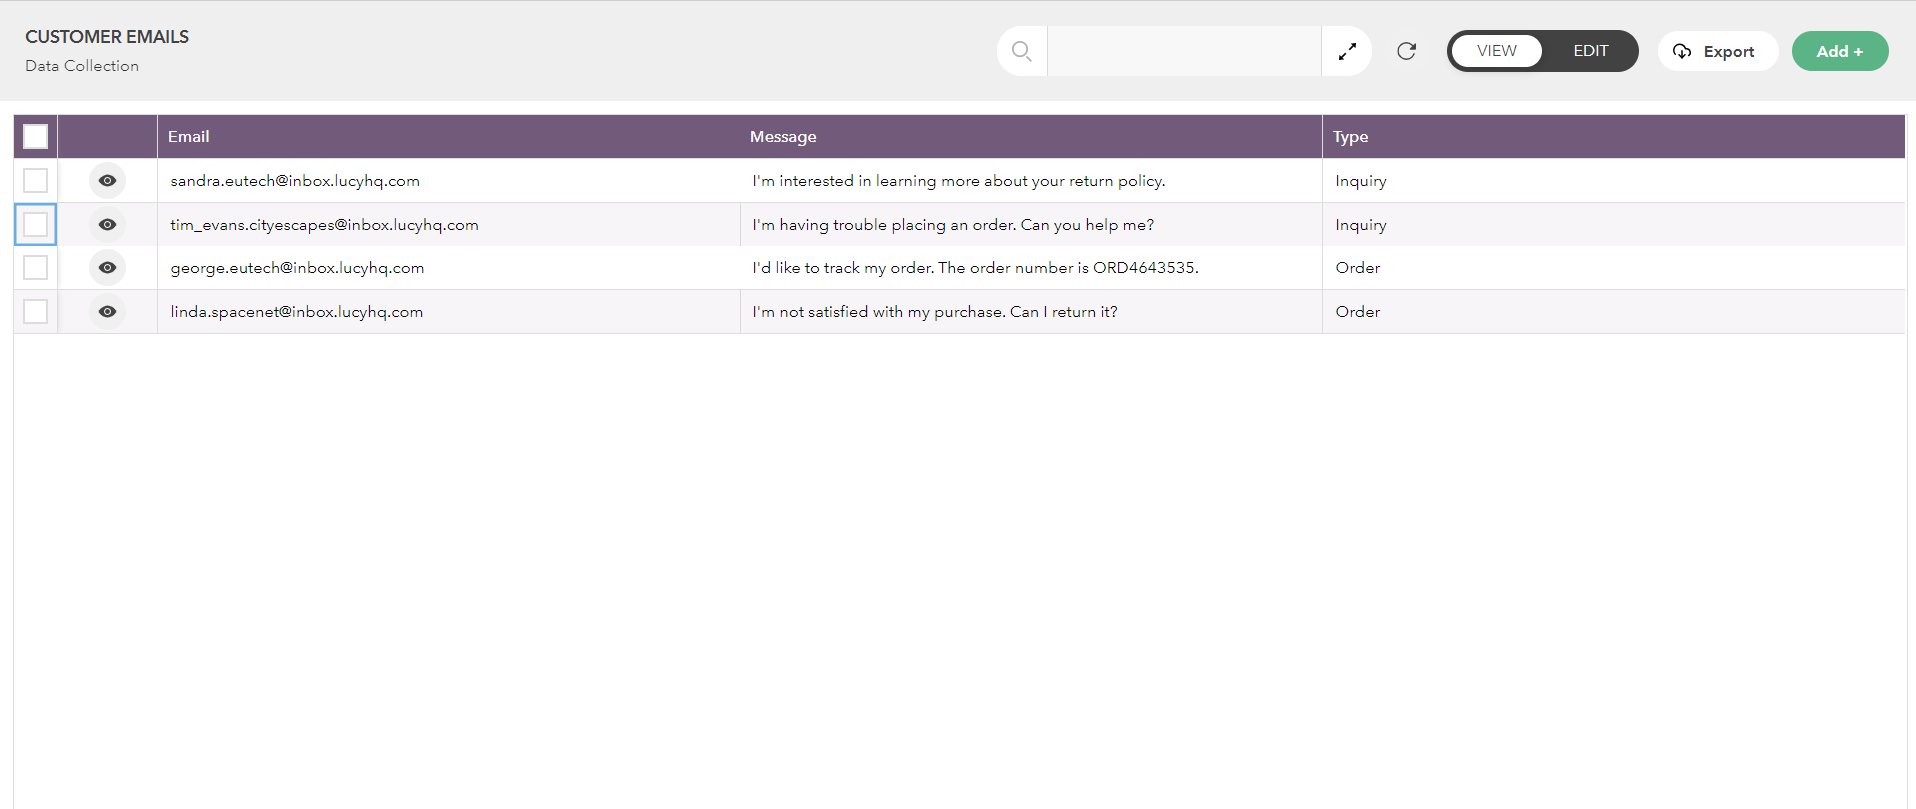 CUSTOMER EMAILS
Data Collection
VIEW EDIT Export Add +
Email Message Type
sandra.eutech@inbox.lucyhq.com I'm interested in learning more about your return policy. Inquiry
tim_evans.cityescapes@inbox.lucyhq.com I'm having trouble placing an order. Can you help me? Inquiry
george.eutech@inbox.lucyhq.com I'd like to track my order. The order number is ORD4643535. Order
linda.spacenet@inbox.lucyhq.com I'm not satisfied with my purchase. Can I return it? Order